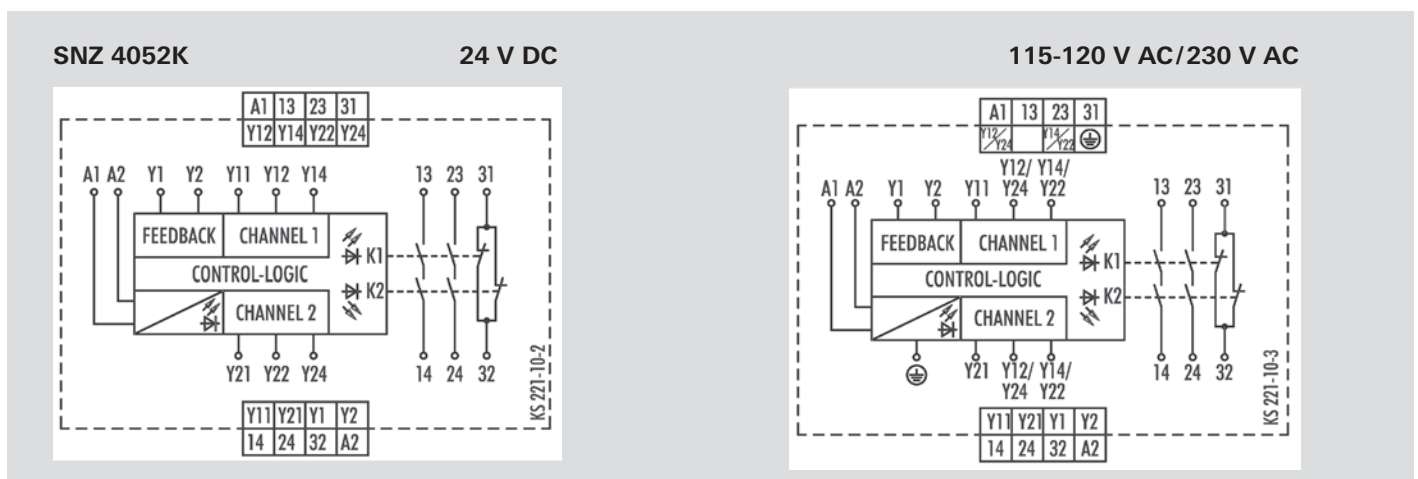 SNZ 4052K 24 V DC
A1 13 23 31
Y12 Y14 Y22 Y24
A1 A2 Y1 Y2 Y11 Y12 Y14 13 23 31
FEEDBACK CHANNEL 1
K1
CONTROL-LOGIC
K2
CHANNEL 2
Y21 Y22 Y24 14 24 32
KS 221-10-2
Y11 Y21 Y1 Y2
14 24 32 A2
115-120 V AC/230 V AC
A1 13 23 31
Y12/Y24 Y14/Y22
Y12/ Y14/
A1 A2 Y1 Y2 Y11 Y24 Y22 13 23 31
FEEDBACK CHANNEL 1
K1
CONTROL-LOGIC
K2
CHANNEL 2
Y21 Y12/ Y14/ 14 24 32
Y24 Y22
KS 221-10-3
Y11 Y21 Y1 Y2
14 24 32 A2